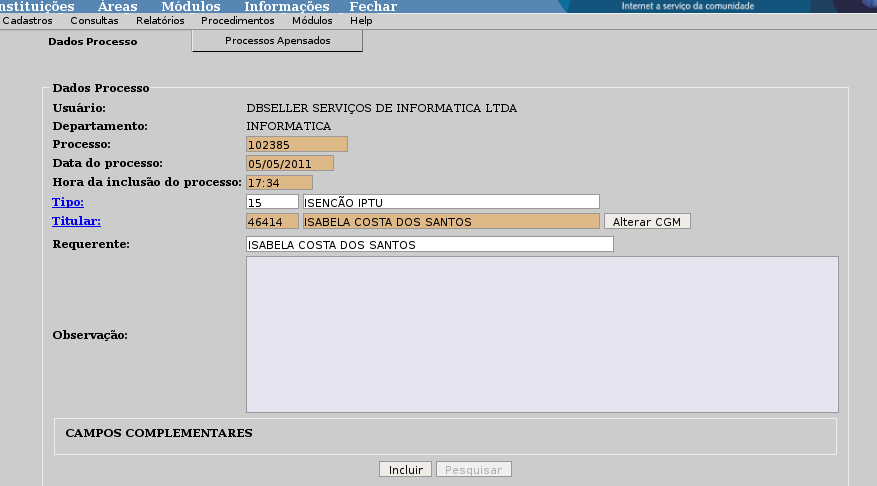 nstituições Áreas Módulos Informações Fechar
Internet a serviço da comunidade
Cadastros Consultas Relatórios Procedimentos Módulos Help
Dados Processo Processos Apensados
Dados Processo
Usuário: DBSELLER SERVIÇOS DE INFORMATICA LTDA
Departamento: INFORMATICA
Processo: 102385
Data do processo: 05/05/2011
Hora da inclusão do processo: 17:34
Tipo: 15 ISENCÃO IPTU
Titular: 46414 ISABELA COSTA DOS SANTOS Alterar CGM
Requerente: ISABELA COSTA DOS SANTOS
Observação:
CAMPOS COMPLEMENTARES
Incluir Pesquisar